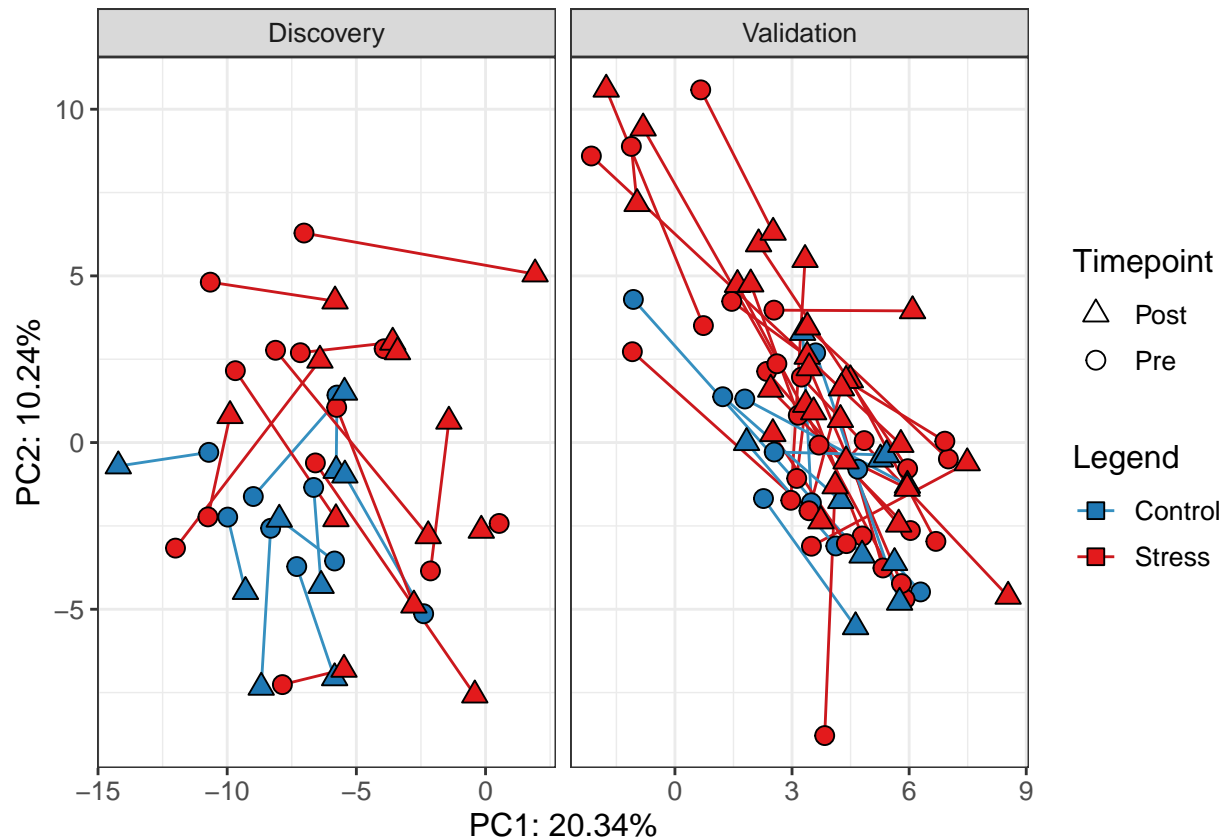 Discovery
Validation
10
5
0
−5
PC2: 10.24%
−15
−10
−5
0
0
3
6
9
PC1: 20.34%
Timepoint
Post
Pre
Legend
Control
Stress